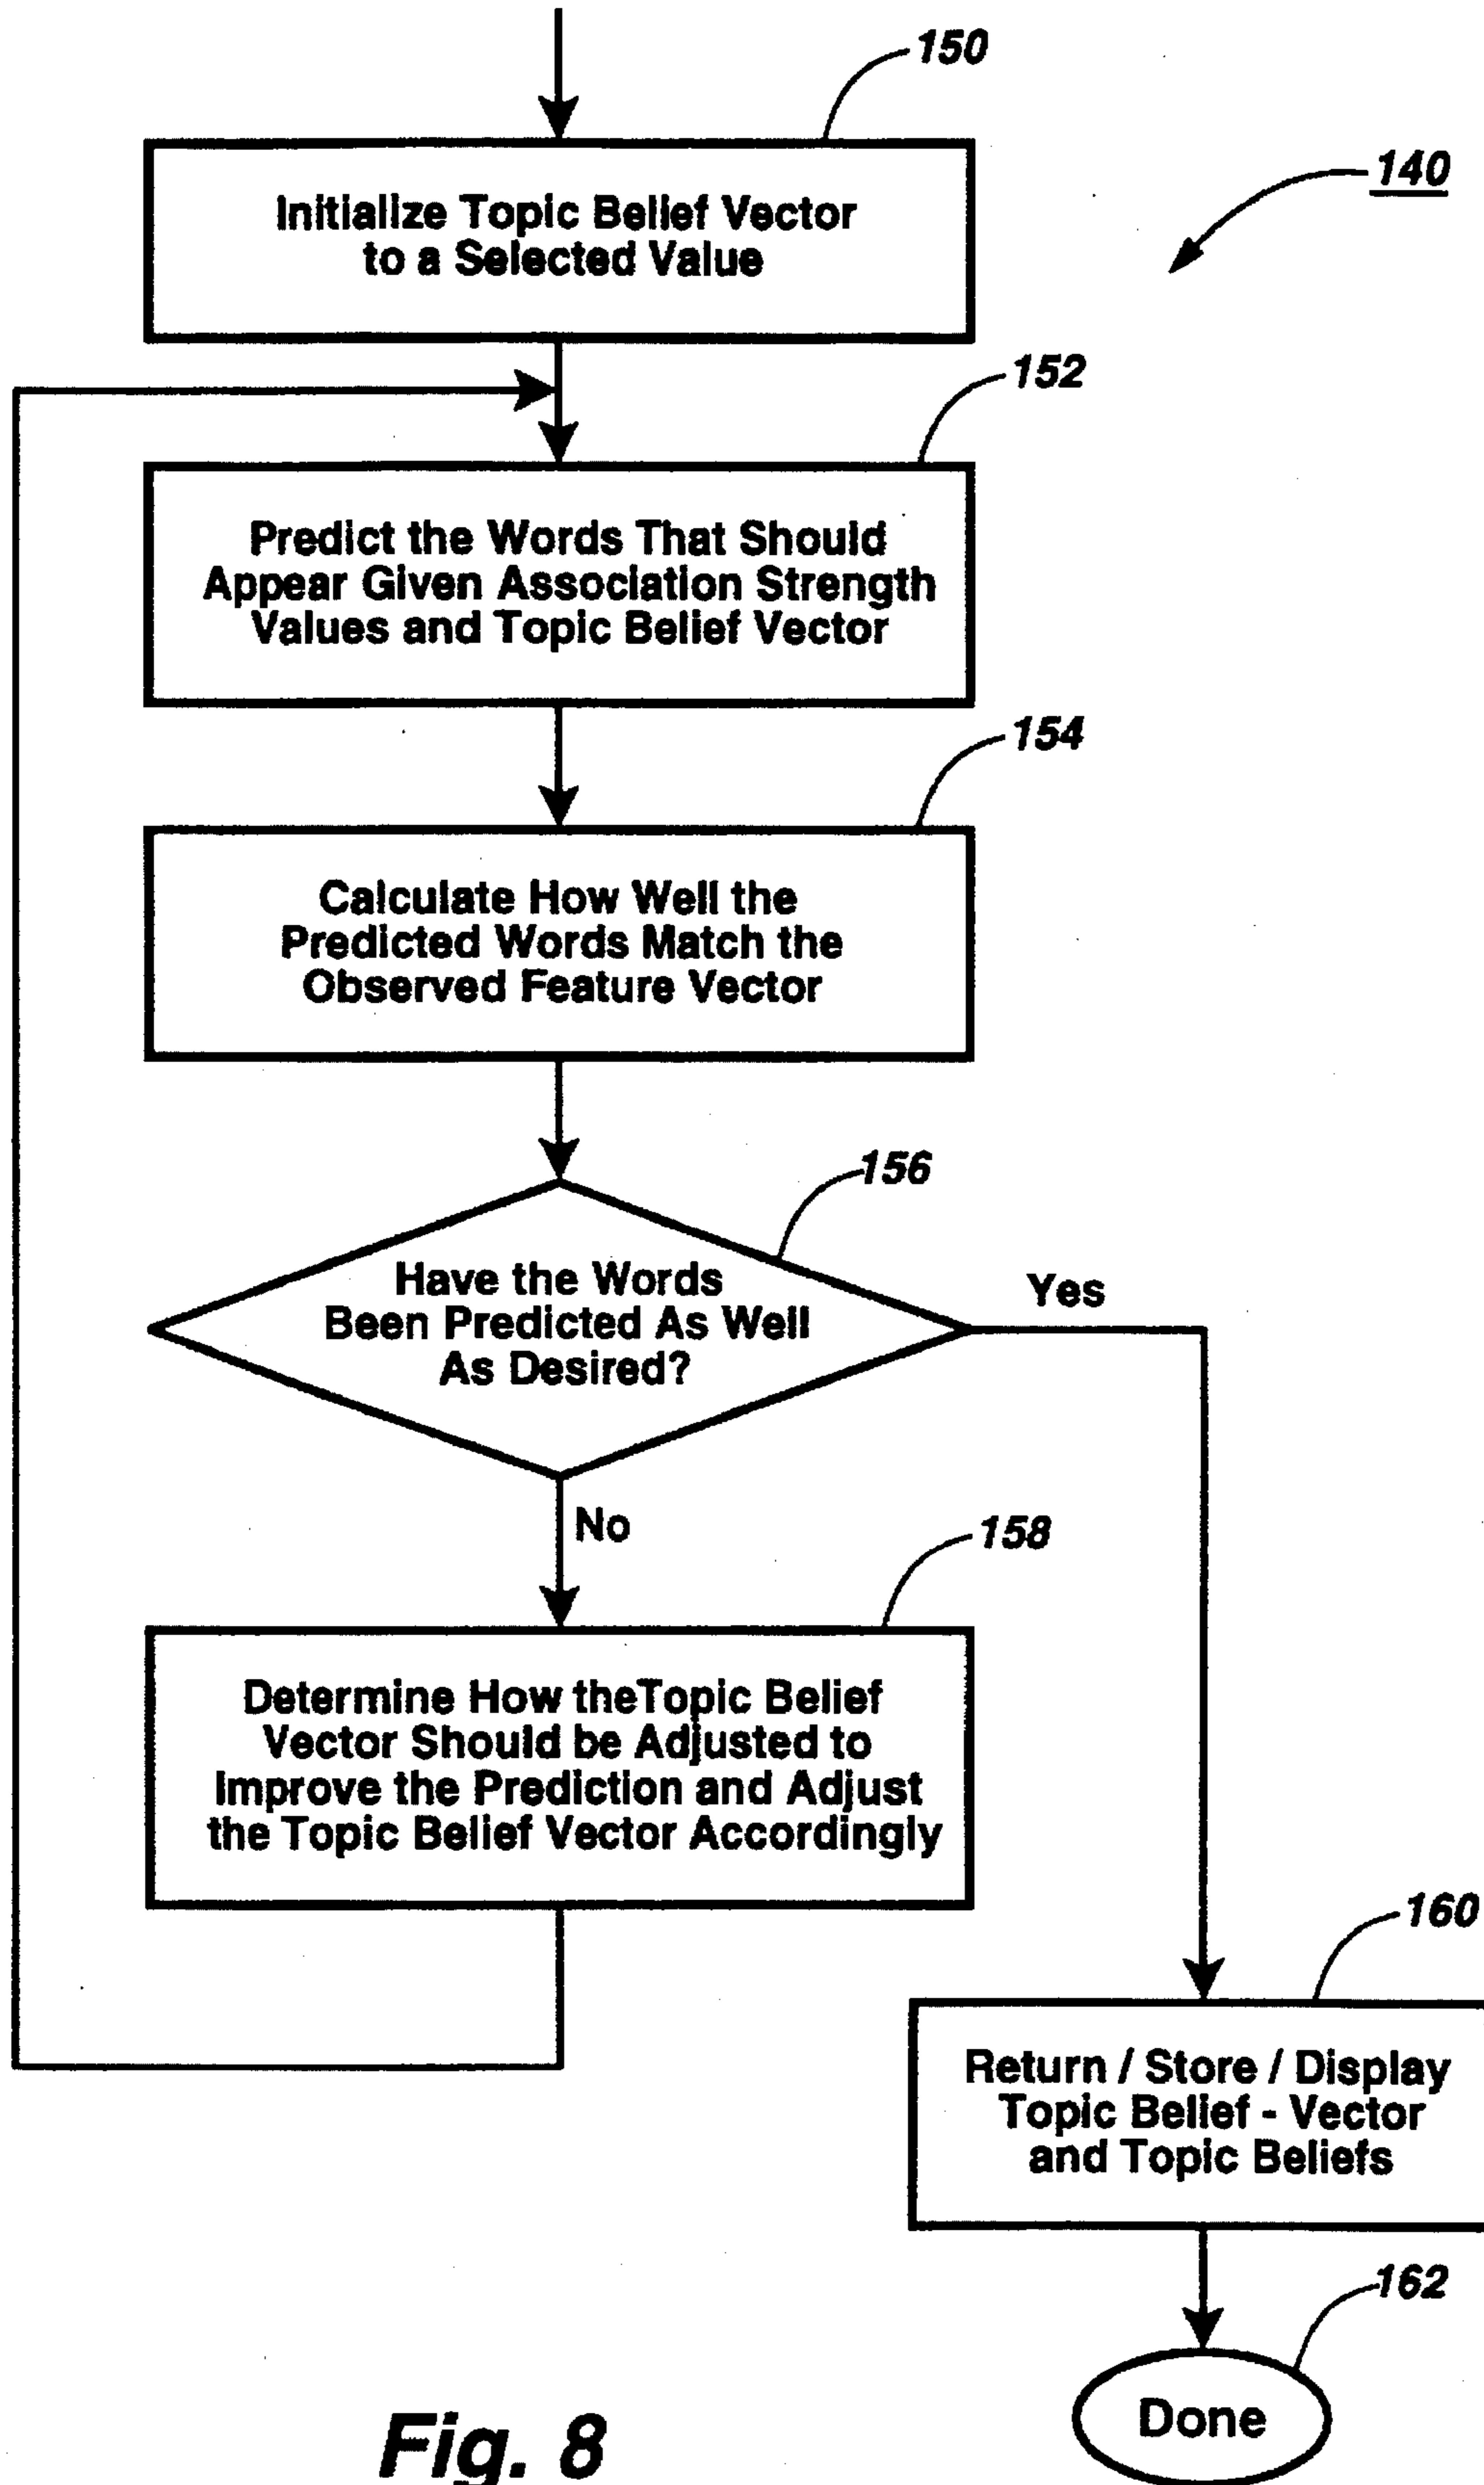 150
140
Initialize Topic Belief Vector
to a Selected Value
152
Predict the Words That Should
Appear Given Association Strength
Values and Topic Belief Vector
154
Calculate How Well the
Predicted Words Match the
Observed Feature Vector
156
Have the Words
Been Predicted As Well
As Desired?
Yes
No
158
Determine How theTopic Belief
Vector Should be Adjusted to
Improve the Prediction and Adjust
the Topic Belief Vector Accordingly
160
Return / Store / Display
Topic Belief - Vector
and Topic Beliefs
162
Done
Fig. 8